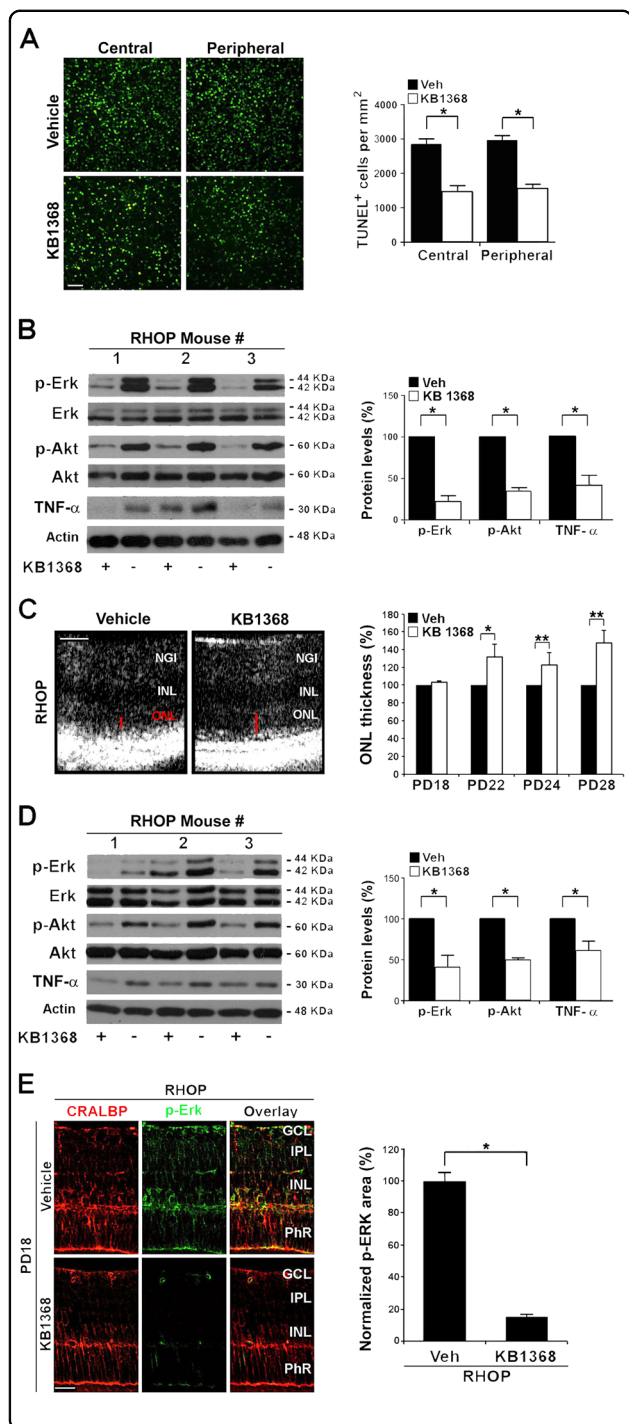 A
Central Peripheral
Vehicle
KB1368
Veh
KB1368
TUNEL+ cells per mm2
4000
3000
2000
1000
0
* *
Central Peripheral
B
RHOP Mouse #
1 2 3
p-Erk - 44 KDa
- 42 KDa
Erk 44 KDa
- 42 KDa
p-Akt - 60 KDa
Akt - 60 KDa
TNF-α - 30 KDa
Actin - 48 KDa
KB1368 + - + - + -
Veh
KB 1368
Protein levels (%)
150
100
50
0
* * *
p-Erk p-Akt TNF- α
C
Vehicle KB1368
RHOP
NGI NGI
INL INL
ONL ONL
Veh
KB 1368
ONL thickness (%)
180
160
140
120
100
80
60
40
20
0
* ** **
PD18 PD22 PD24 PD28
D
RHOP Mouse #
1 2 3
p-Erk - 44 KDa
- 42 KDa
Erk - 44 KDa
- 42 KDa
p-Akt - 60 KDa
Akt - 60 KDa
TNF-α - 30 KDa
Actin - 48 KDa
KB1368 + - + - + -
Veh
KB1368
Protein levels (%)
150
100
50
0
* * *
p-Erk p-Akt TNF- α
E
RHOP
CRALBP p-Erk Overlay
PD18
Vehicle
GCL
IPL
INL
PhR
KB1368
GCL
IPL
INL
PhR
Normalized p-ERK area (%)
120
100
80
60
40
20
0
*
Veh KB1368
RHOP